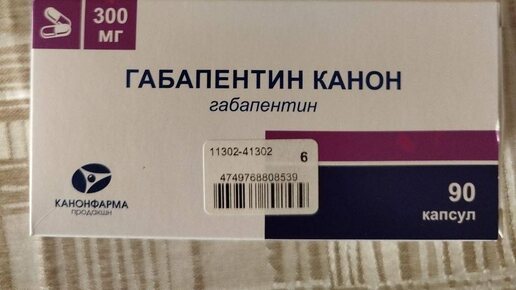 300
МГ
ГАБАПЕНТИН КАНОН
габапентин
11302-41302
6
4749768808539
КАНОНФАРМА
продакшн
90
капсул